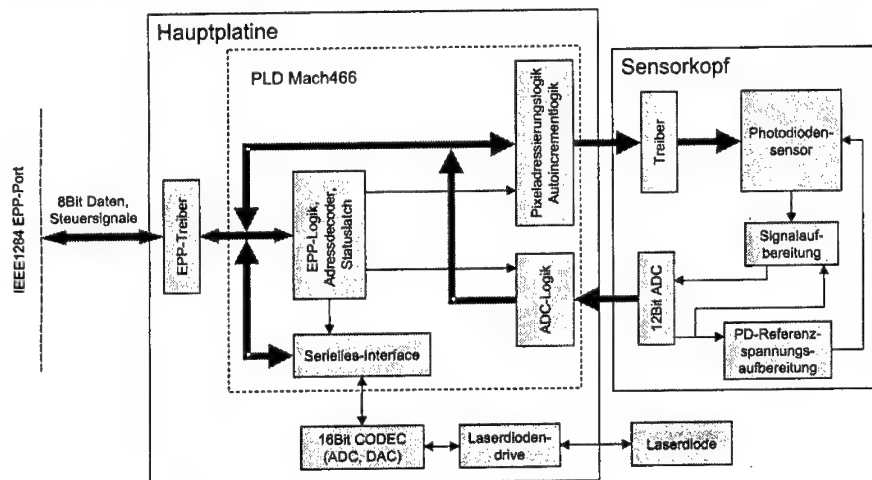 Hauptplatine
PLD Mach466
Sensorkopf
IEEE1284 EPP-Port
8Bit Daten,
Steuersignale
EPP-Treiber
EPP-Logik,
Adressdecoder,
Statuslatch
Pixeladressierungslogik
Autoincrementlogik
Treiber
Photodioden-
sensor
Signalauf-
bereitung
ADC-Logik
12Bit ADC
PD-Referenz-
spannungs-
aufbereitung
Serielles-Interface
16Bit CODEC
(ADC, DAC)
Laserdioden-
drive
Laserdiode